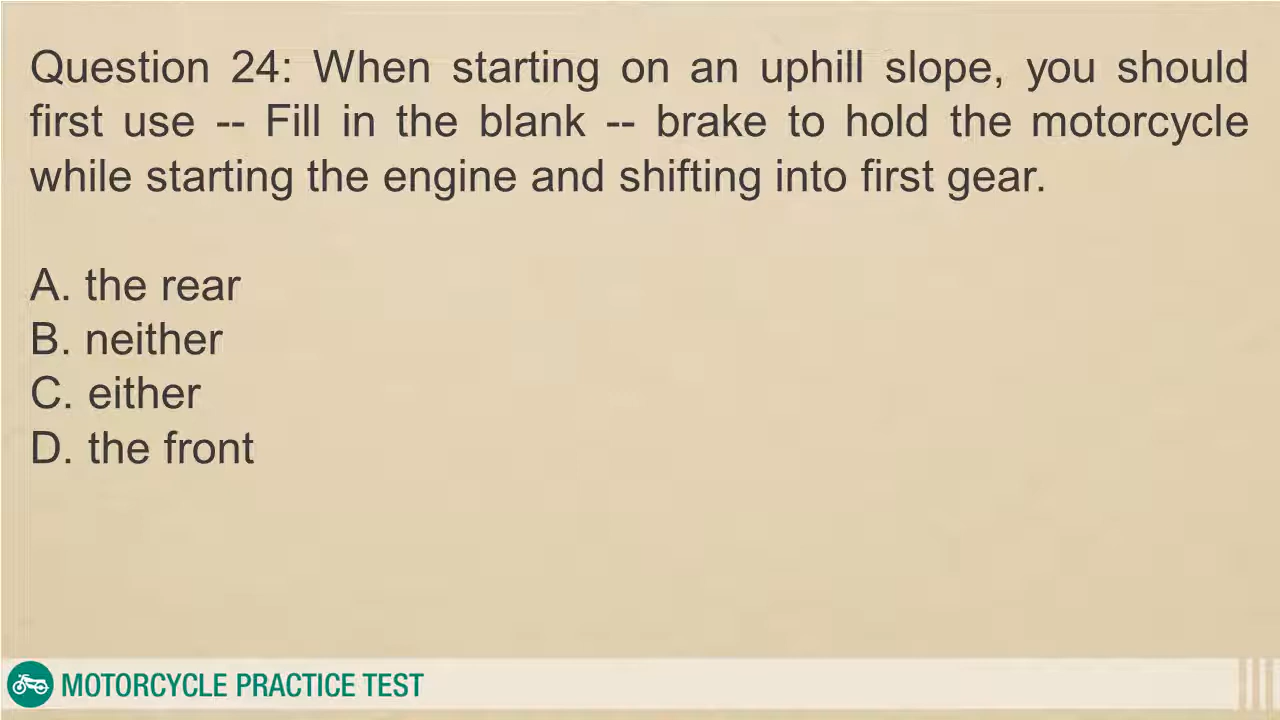 Question 24: When starting on an uphill slope, you should
first use -- Fill in the blank -- brake to hold the motorcycle
while starting the engine and shifting into first gear.
A. the rear
B. neither
C. either
D. the front
MOTORCYCLE PRACTICE TEST